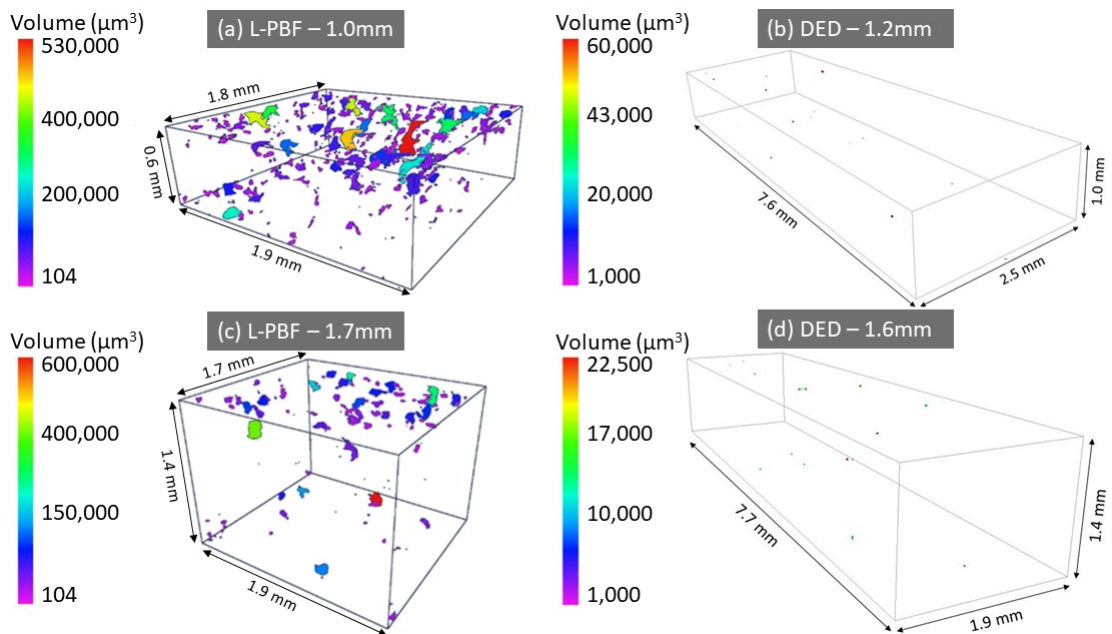 Volume (µm³)
(a) L-PBF – 1.0mm
530,000
400,000
200,000
104
1.8 mm
0.6 mm
1.9 mm
Volume (µm³)
(b) DED – 1.2mm
60,000
43,000
20,000
1,000
7.6 mm
2.5 mm
1.0 mm
Volume (µm³)
(c) L-PBF – 1.7mm
600,000
400,000
150,000
104
1.7 mm
1.4 mm
1.9 mm
Volume (µm³)
(d) DED – 1.6mm
22,500
17,000
10,000
1,000
7.7 mm
1.9 mm
1.4 mm